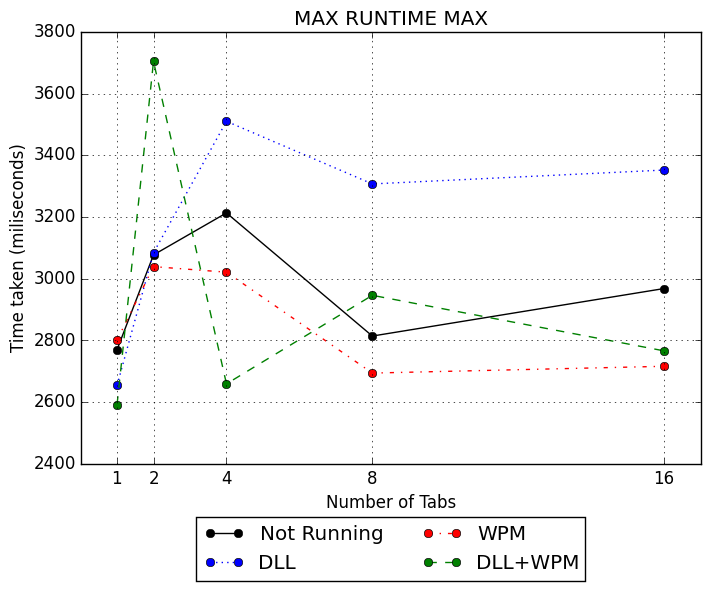 MAX RUNTIME MAX
3800
3600
3400
3200
3000
2800
2600
2400
Time taken (miliseconds)
1 2 4 8 16
Number of Tabs
Not Running WPM
DLL DLL+WPM